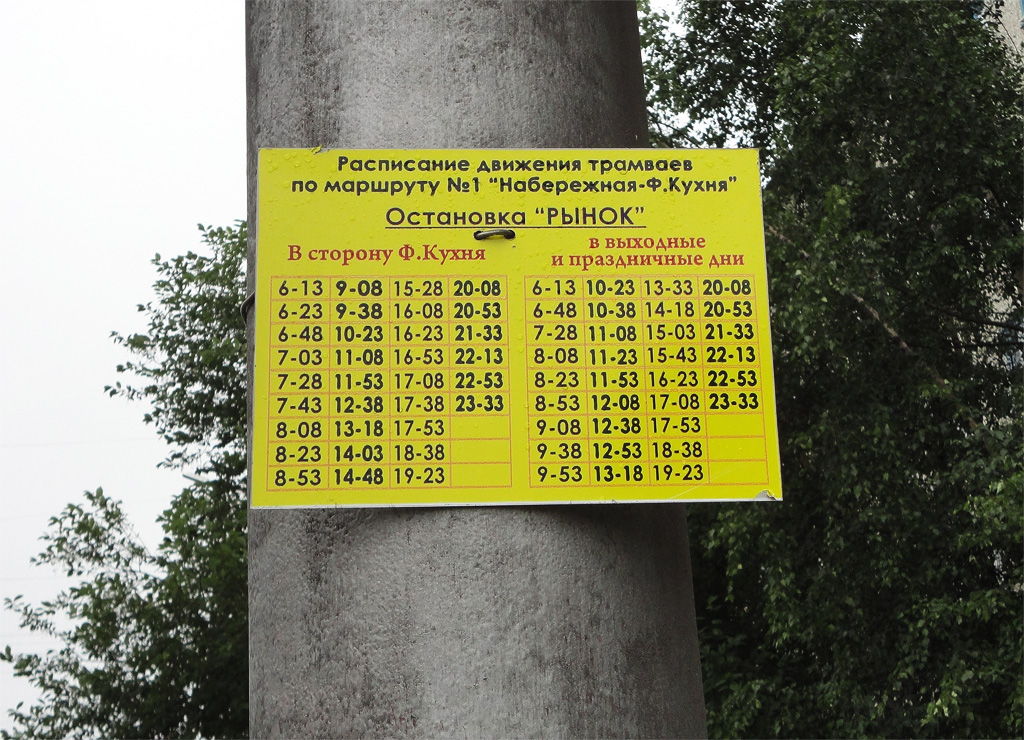 Расписание движения трамваев
по маршруту №1 "Набережная-Ф.Кухня"
Остановка "РЫНОК"
В сторону Ф.Кухня
6-13 9-08 15-28 20-08
6-23 9-38 16-08 20-53
6-48 10-23 16-23 21-33
7-03 11-08 16-53 22-13
7-28 11-53 17-08 22-53
7-43 12-38 17-38 23-33
8-08 13-18 17-53
8-23 14-03 18-38
8-53 14-48 19-23
в выходные
и праздничные дни
6-13 10-23 13-33 20-08
6-48 10-38 14-18 20-53
7-28 11-08 15-03 21-33
8-08 11-23 15-43 22-13
8-23 11-53 16-23 22-53
8-53 12-08 17-08 23-33
9-08 12-38 17-53
9-38 12-53 18-38
9-53 13-18 19-23